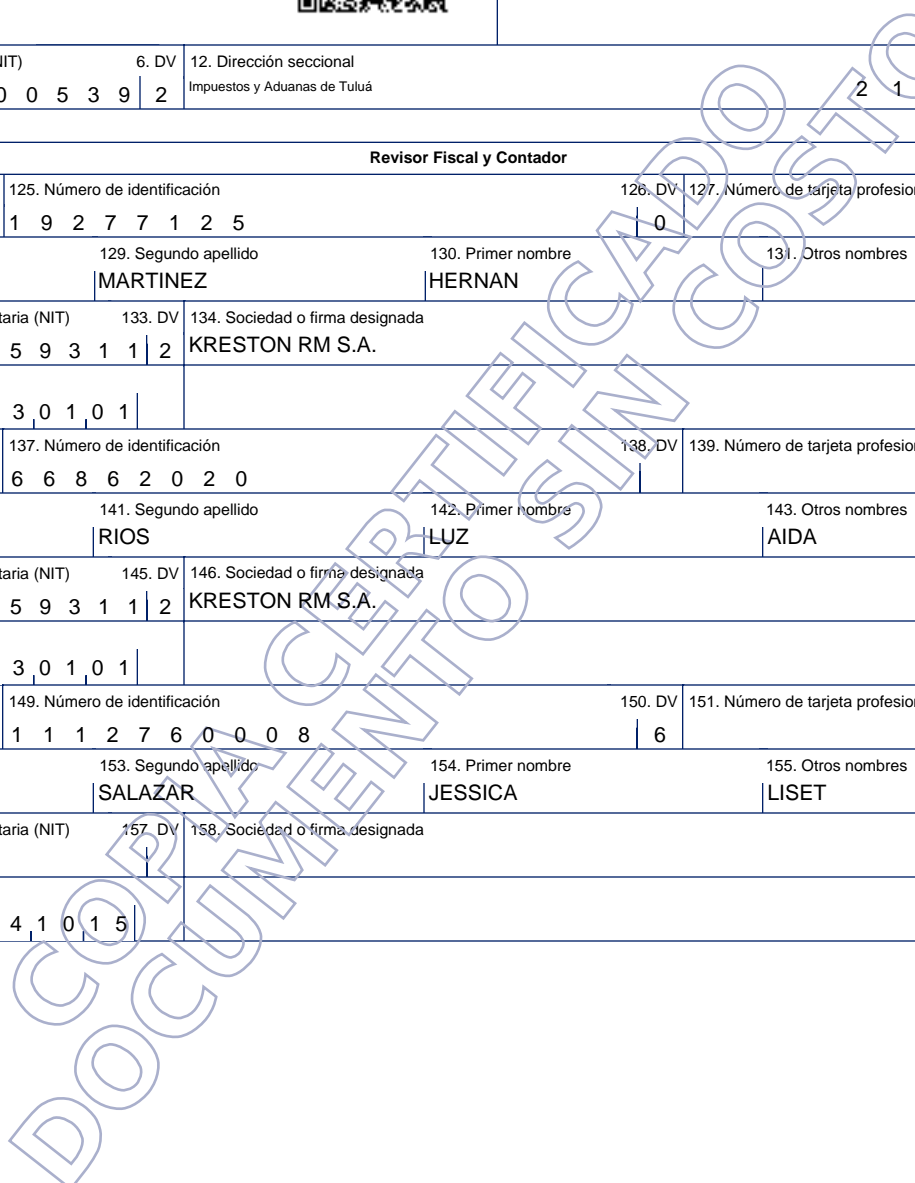 NIT) 6. DV 12. Dirección seccional
0 0 5 3 9 2 Impuestos y Aduanas de Tuluá 2 1
Revisor Fiscal y Contador
125. Número de identificación 126. DV 127. Número de tarjeta profesion
1 9 2 7 7 1 2 5 0
129. Segundo apellido 130. Primer nombre 131. Otros nombres
MARTINEZ HERNAN
taria (NIT) 133. DV 134. Sociedad o firma designada
5 9 3 1 1 2 KRESTON RM S.A.
3 0 1 0 1
137. Número de identificación 138. DV 139. Número de tarjeta profesion
6 6 8 6 2 0 2 0
141. Segundo apellido 142. Primer nombre 143. Otros nombres
RIOS LUZ AIDA
taria (NIT) 145. DV 146. Sociedad o firma designada
5 9 3 1 1 2 KRESTON RM S.A.
3 0 1 0 1
149. Número de identificación 150. DV 151. Número de tarjeta profesion
1 1 1 2 7 6 0 0 0 8 6
153. Segundo apellido 154. Primer nombre 155. Otros nombres
SALAZAR JESSICA LISET
taria (NIT) 157. DV 158. Sociedad o firma designada
4 1 0 1 5
COPIA CERTIFICADO
DOCUMENTO SIN COSTO